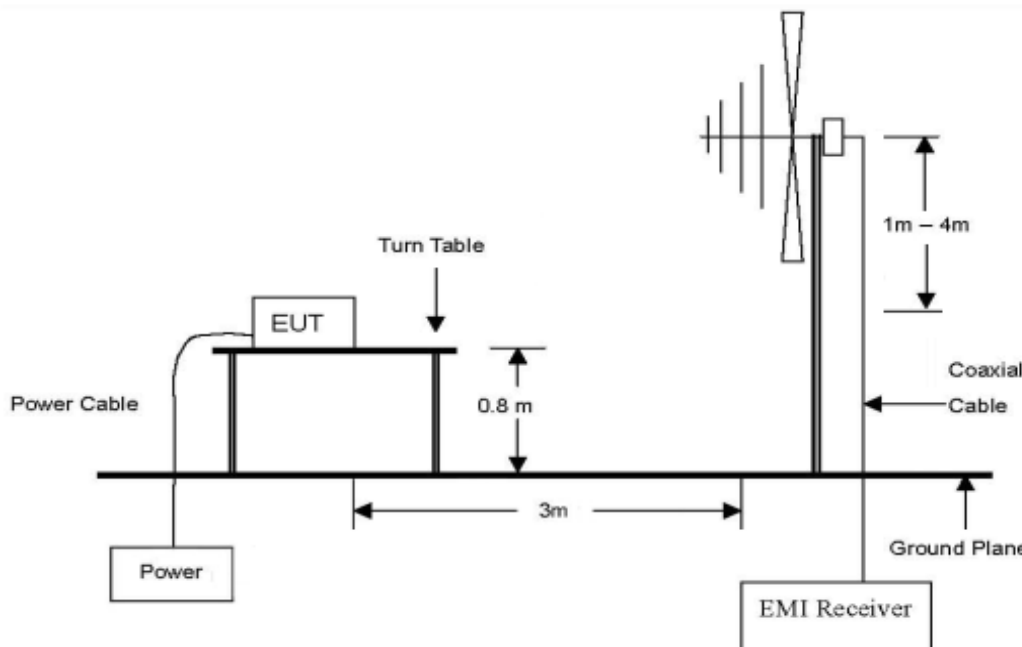 1m – 4m
Turn Table
EUT
Coaxial
Cable
Power Cable
0.8 m
3m
Ground Plane
Power
EMI Receiver